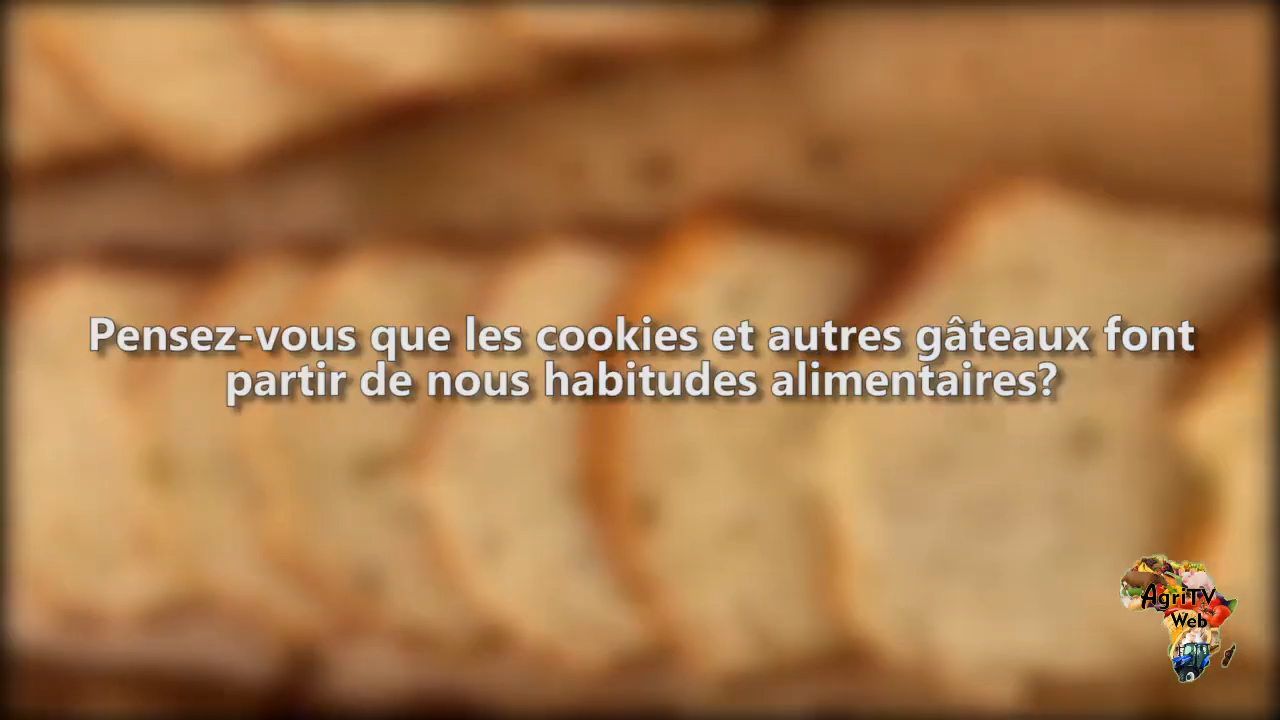 Pensez-vous que les cookies et autres gâteaux font
partir de nous habitudes alimentaires?
AgriTV
Web